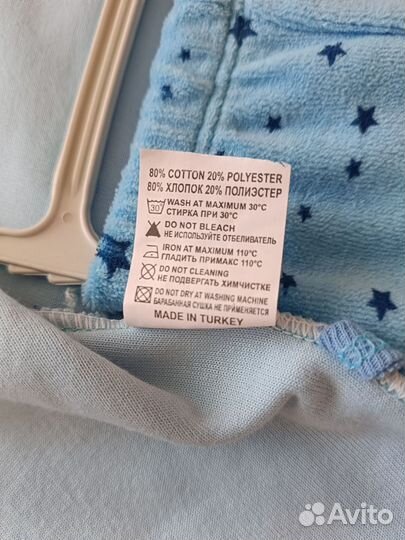 80% COTTON 20% POLYESTER
80% ХЛОПОК 20% ПОЛИЭСТЕР
30 WASH AT MAXIMUM 30°C
СТИРКА ПРИ 30°C
DO NOT BLEACH
НЕ ИСПОЛЬЗУЙТЕ ОТБЕЛИВАТЕЛЬ
IRON AT MAXIMUM 110°C
ГЛАДИТЬ ПРИМАКС 110°C
DO NOT CLEANING
НЕ ПОДВЕРГАТЬ ХИМЧИСТКЕ
DO NOT DRY AT WASHING MACHINE
БАРАБАННАЯ СУШКА НЕ ПРИМЕНЯЕТСЯ
MADE IN TURKEY
Avito